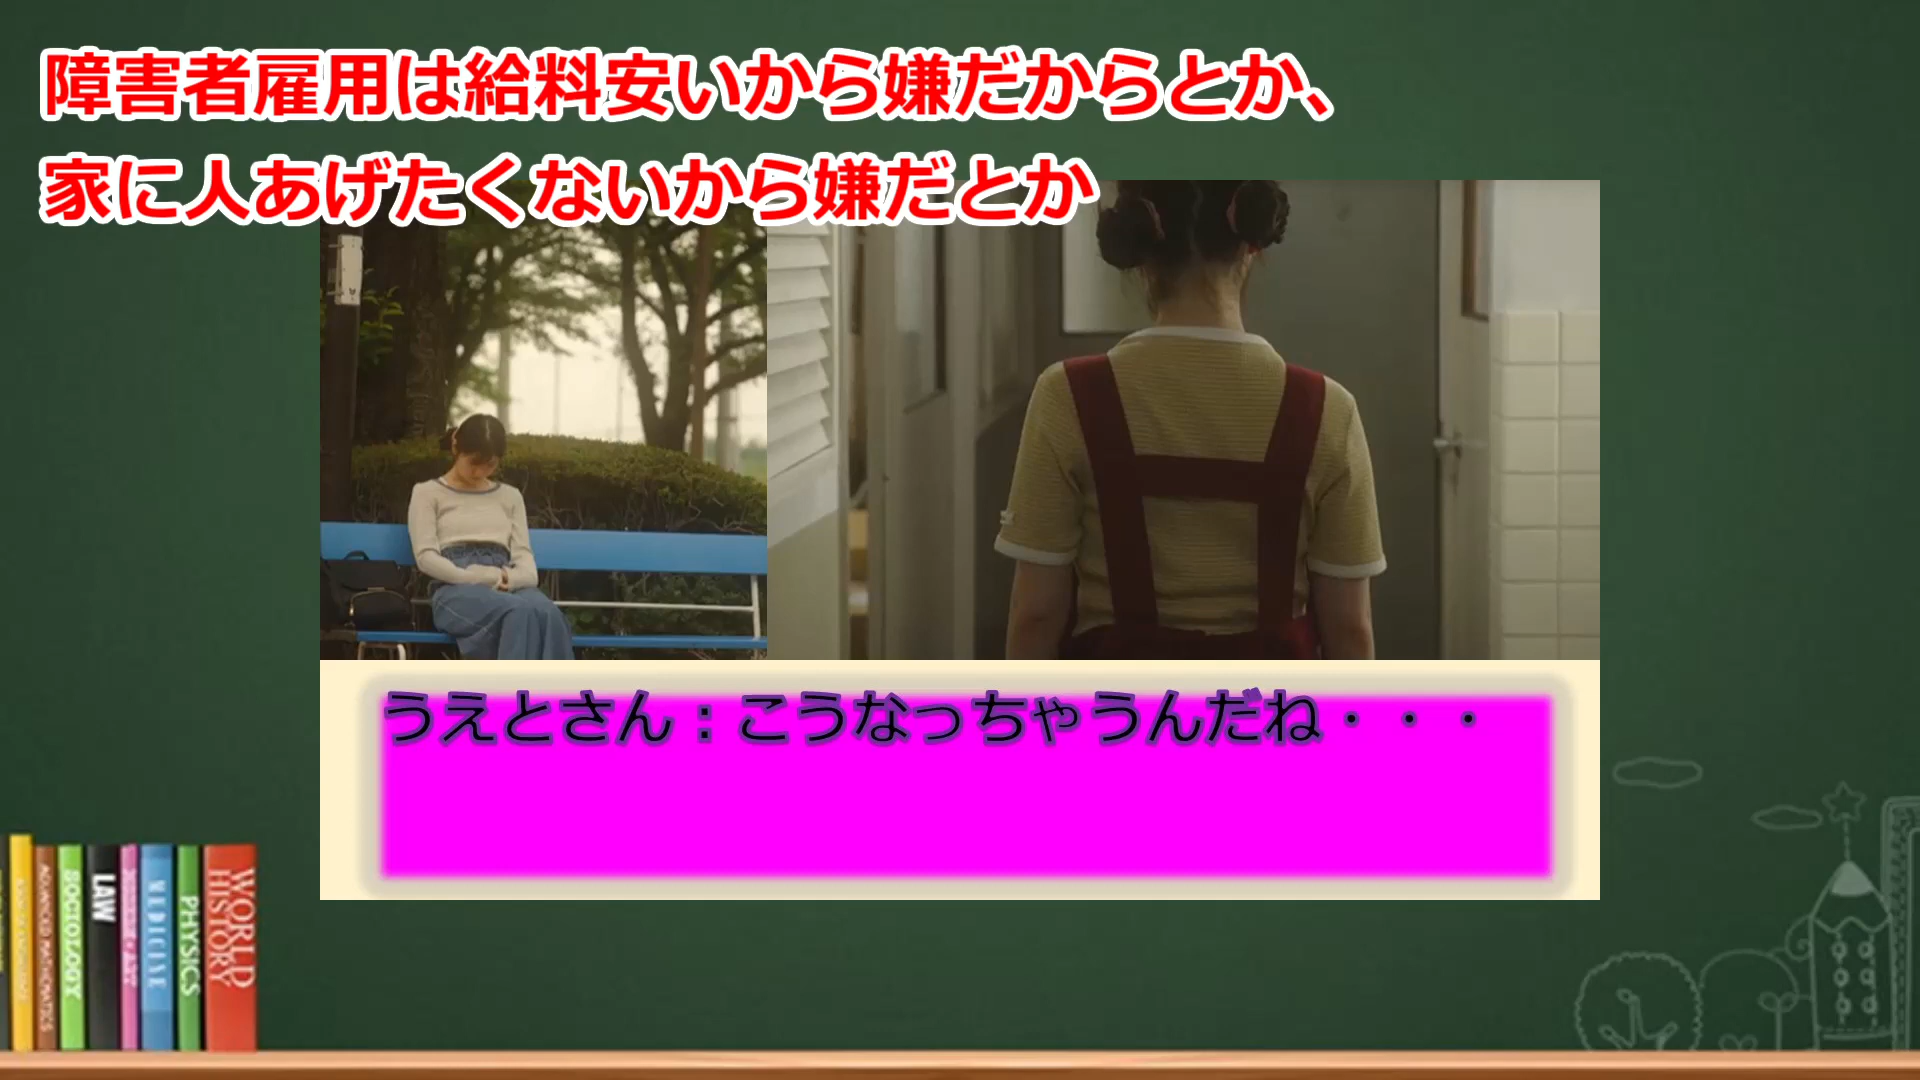 障害者雇用は給料安いから嫌だからとか、
家に人あげたくないから嫌だとか
うえとさん：こうなっちゃうんだね・・・
SOCIOLOGY
LAW
MEDICINE
PHYSICS
WORLD HISTORY